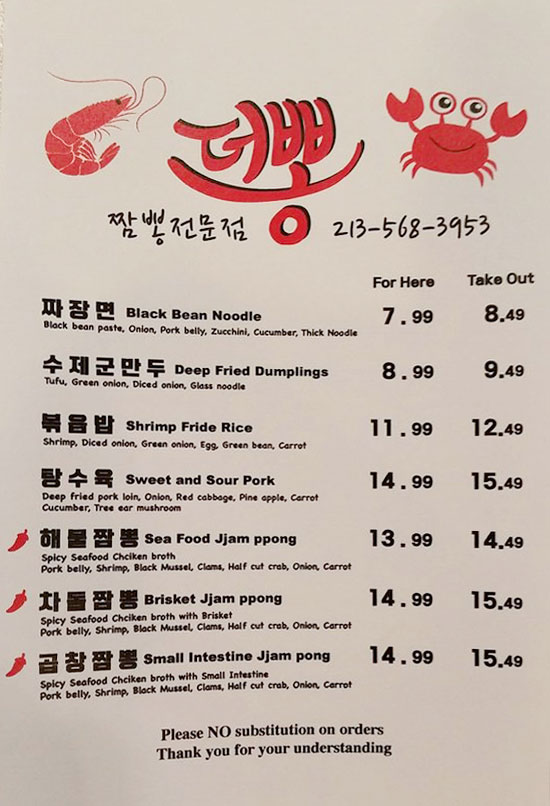 더뽕
짬뽕전문점 213-568-3953
For Here Take Out
짜장면 Black Bean Noodle 7.99 8.49
Black bean paste, Onion, Pork belly, Zucchini, Cucumber, Thick Noodle
수제군만두 Deep Fried Dumplings 8.99 9.49
Tufu, Green onion, Diced onion, Glass noodle
볶음밥 Shrimp Fride Rice 11.99 12.49
Shrimp, Diced onion, Green onion, Egg, Green bean, Carrot
탕수육 Sweet and Sour Pork 14.99 15.49
Deep fried pork loin, Onion, Red cabbage, Pine apple, Carrot
Cucumber, Tree ear mushroom
해물짬뽕 Sea Food Jjam ppong 13.99 14.49
Spicy Seafood Chciken broth
Pork belly, Shrimp, Black Mussel, Clams, Half cut crab, Onion, Carrot
차돌짬뽕 Brisket Jjam ppong 14.99 15.49
Spicy Seafood Chciken broth with Brisket
Pork belly, Shrimp, Black Mussel, Clams, Half cut crab, Onion, Carrot
곱창짬뽕 Small Intestine Jjam pong 14.99 15.49
Spicy Seafood Chciken broth with Small Intestine
Pork belly, Shrimp, Black Mussel, Clams, Half cut crab, Onion, Carrot
Please NO substitution on orders
Thank you for your understanding